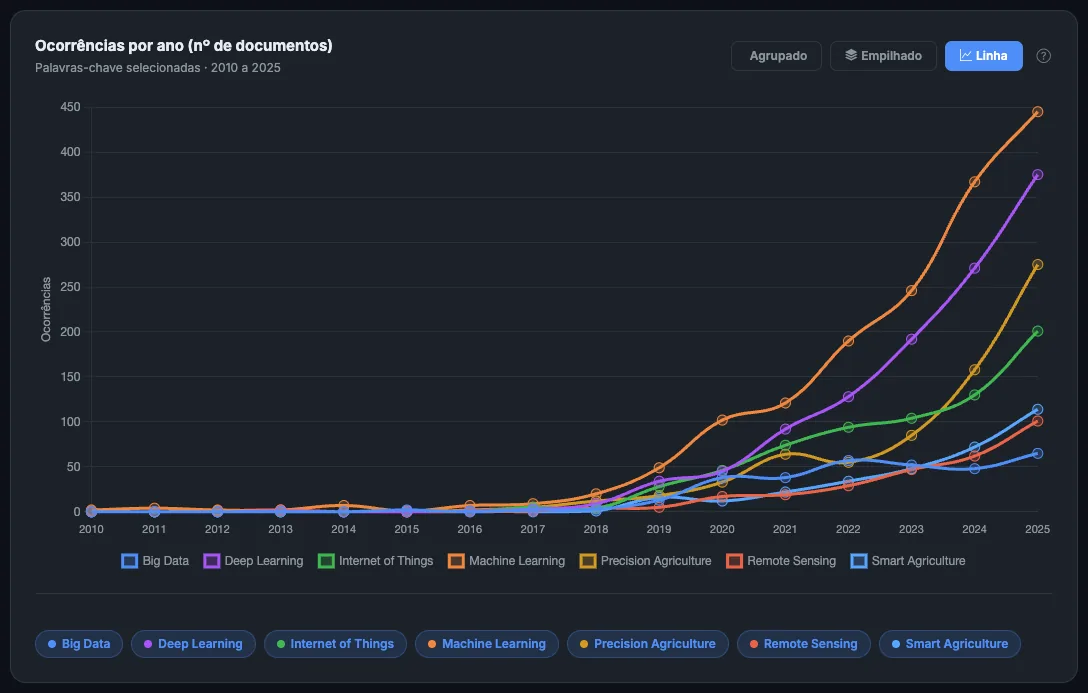 Ocorrências por ano (nº de documentos)
Palavras-chave selecionadas · 2010 a 2025
Agrupado
Empilhado
Linha
?
450
400
350
300
250
200
150
100
50
0
Ocorrências
2010 2011 2012 2013 2014 2015 2016 2017 2018 2019 2020 2021 2022 2023 2024 2025
Big Data Deep Learning Internet of Things Machine Learning Precision Agriculture Remote Sensing Smart Agriculture
Big Data Deep Learning Internet of Things Machine Learning Precision Agriculture Remote Sensing Smart Agriculture